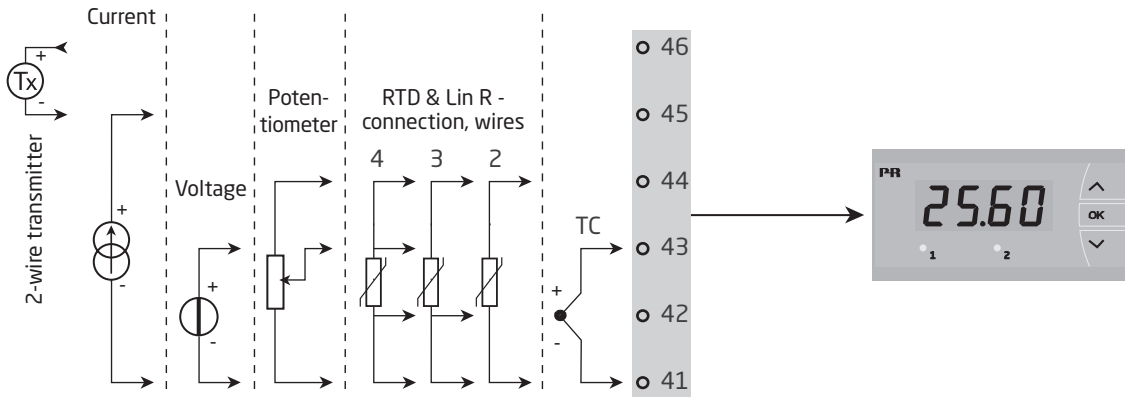 Current
+
Tx
-
2-wire transmitter
+
-
Voltage
+
-
Poten-
tiometer
RTD & Lin R -
connection, wires
4 3 2
TC
+
-
46
45
44
43
42
41
PR
25.60
OK
1 2